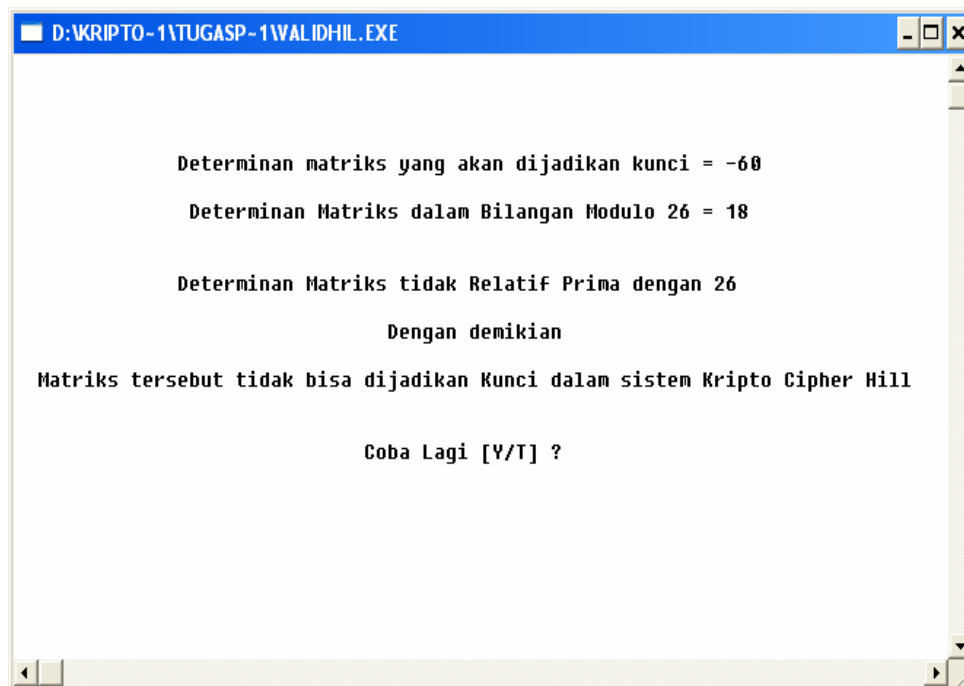 D:\KRIPTO~1\TUGASP~1\VALIDHIL.EXE
Determinan matriks yang akan dijadikan kunci = -60
Determinan Matriks dalam Bilangan Modulo 26 = 18
Determinan Matriks tidak Relatif Prima dengan 26
Dengan demikian
Matriks tersebut tidak bisa dijadikan Kunci dalam sistem Kripto Cipher Hill
Coba Lagi [Y/T] ?